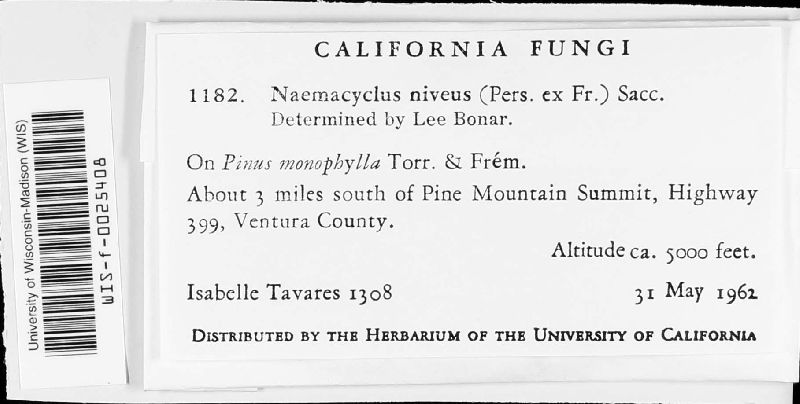 CALIFORNIA FUNGI
1182. Naemacyclus niveus (Pers. ex Fr.) Sacc.
Determined by Lee Bonar.
On Pinus monophylla Torr. & Frém.
About 3 miles south of Pine Mountain Summit, Highway
399, Ventura County.
Altitude ca. 5000 feet.
Isabelle Tavares 1308
31 May 1962
DISTRIBUTED BY THE HERBARIUM OF THE UNIVERSITY OF CALIFORNIA
University of Wisconsin-Madison (WIS)
WIS-f-0025408